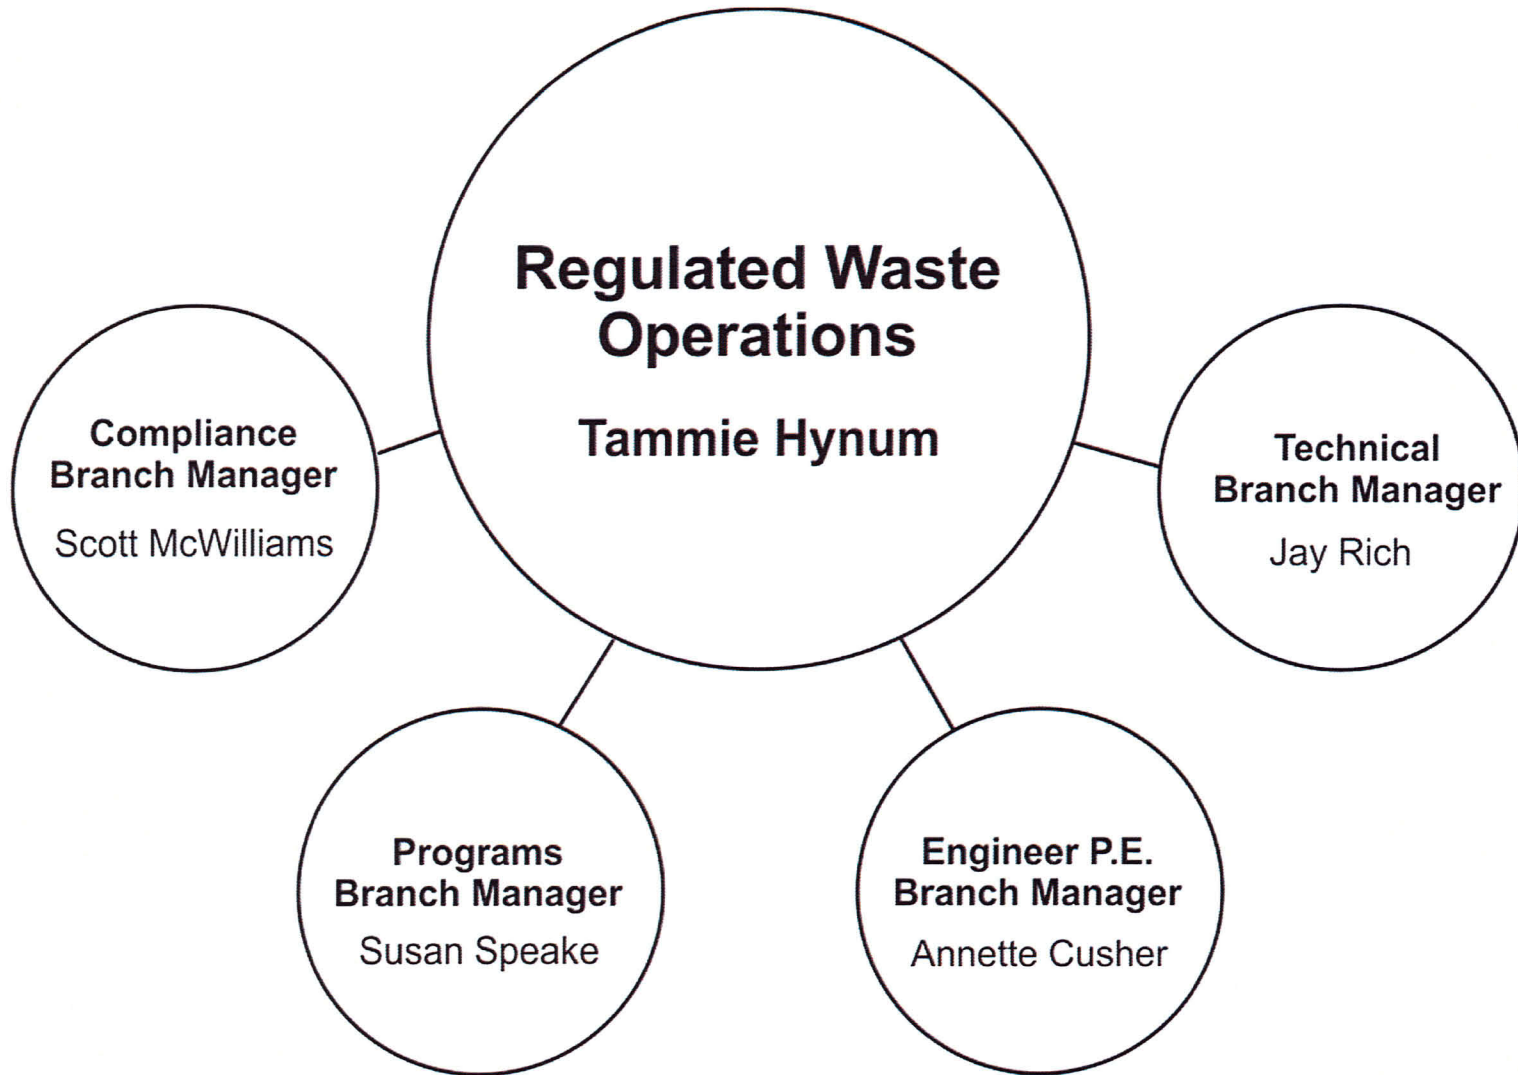 Regulated Waste
Operations
Tammie Hynum
Compliance
Branch Manager
Scott McWilliams
Technical
Branch Manager
Jay Rich
Programs
Branch Manager
Susan Speake
Engineer P.E.
Branch Manager
Annette Cusher